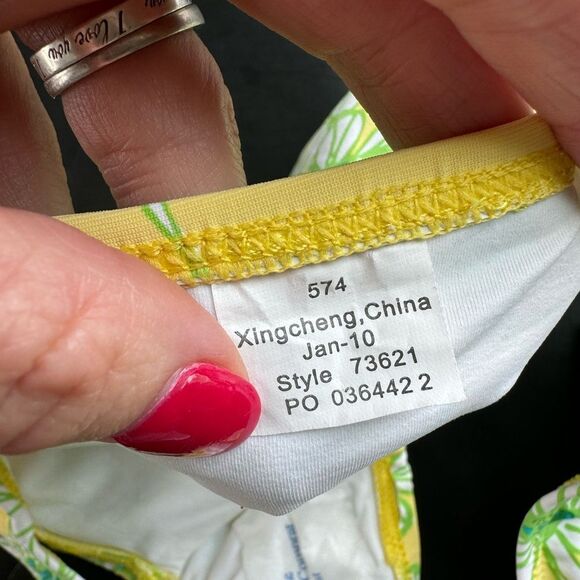 I love you
574
Xingcheng,China
Jan-10
Style 73621
PO 036442 2